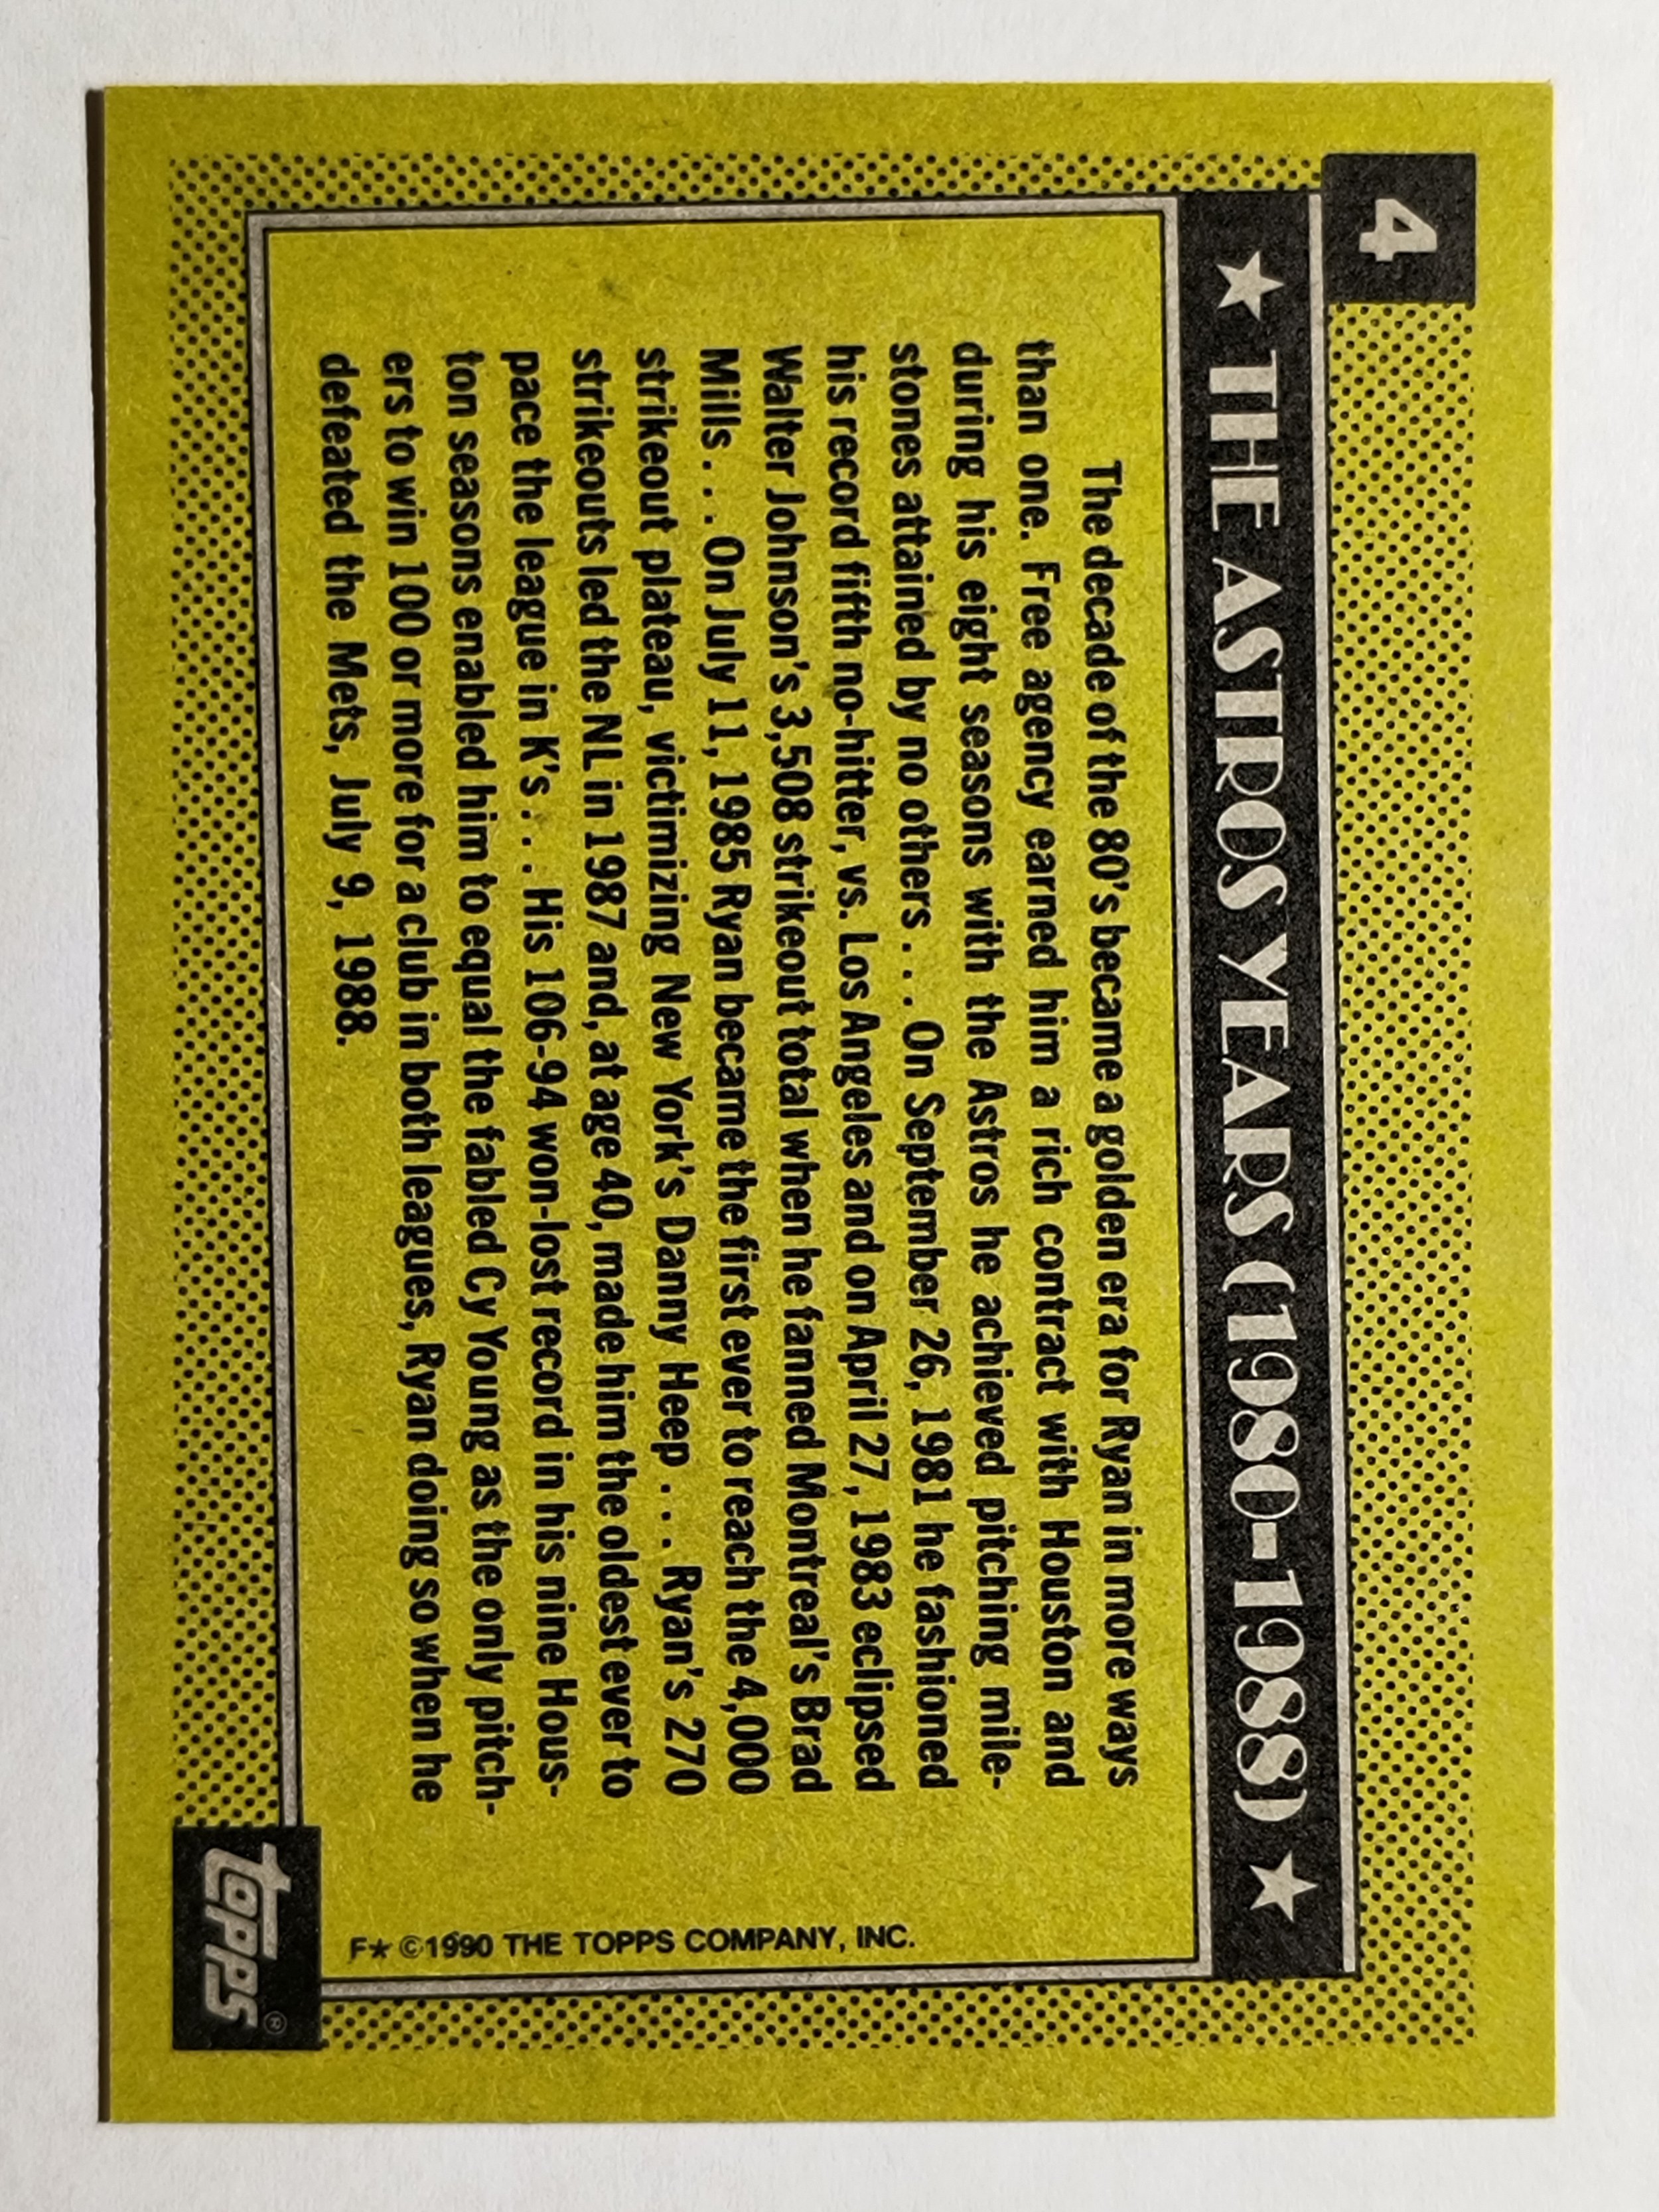 4
★ THE ASTROS YEARS (1980-1988) ★
The decade of the 80's became a golden era for Ryan in more ways
than one. Free agency earned him a rich contract with Houston and
during his eight seasons with the Astros he achieved pitching mile-
stones attained by no others . . . On September 26, 1981 he fashioned
his record fifth no-hitter, vs. Los Angeles and on April 27, 1983 eclipsed
Walter Johnson's 3,508 strikeout total when he fanned Montreal's Brad
Mills . . . On July 11, 1985 Ryan became the first ever to reach the 4,000
strikeout plateau, victimizing New York's Danny Heep . . . Ryan's 270
strikeouts led the NL in 1987 and, at age 40, made him the oldest ever to
pace the league in K's . . . His 106-94 won-lost record in his nine Hous-
ton seasons enabled him to equal the fabled Cy Young as the only pitch-
ers to win 100 or more for a club in both leagues, Ryan doing so when he
defeated the Mets, July 9, 1988.
F★ ©1990 THE TOPPS COMPANY, INC.
topps®